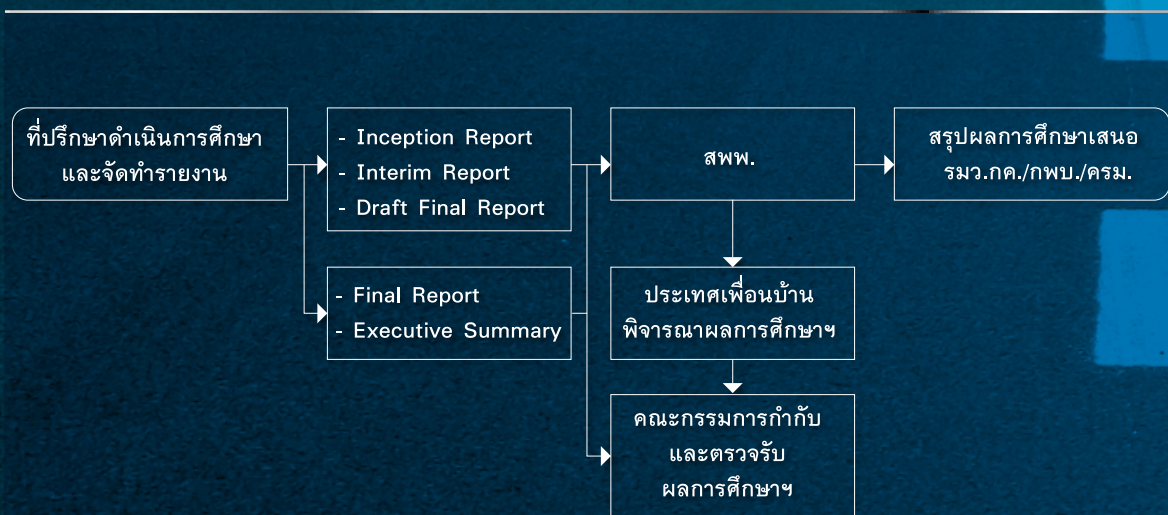 ที่ปรึกษาดำเนินการศึกษา
และจัดทำรายงาน
- Inception Report
- Interim Report
- Draft Final Report
- Final Report
- Executive Summary
สพพ.
ประเทศเพื่อนบ้าน
พิจารณาผลการศึกษาฯ
คณะกรรมการกำกับ
และตรวจรับ
ผลการศึกษาฯ
สรุปผลการศึกษาเสนอ
รมว.กค./กพบ./ครม.